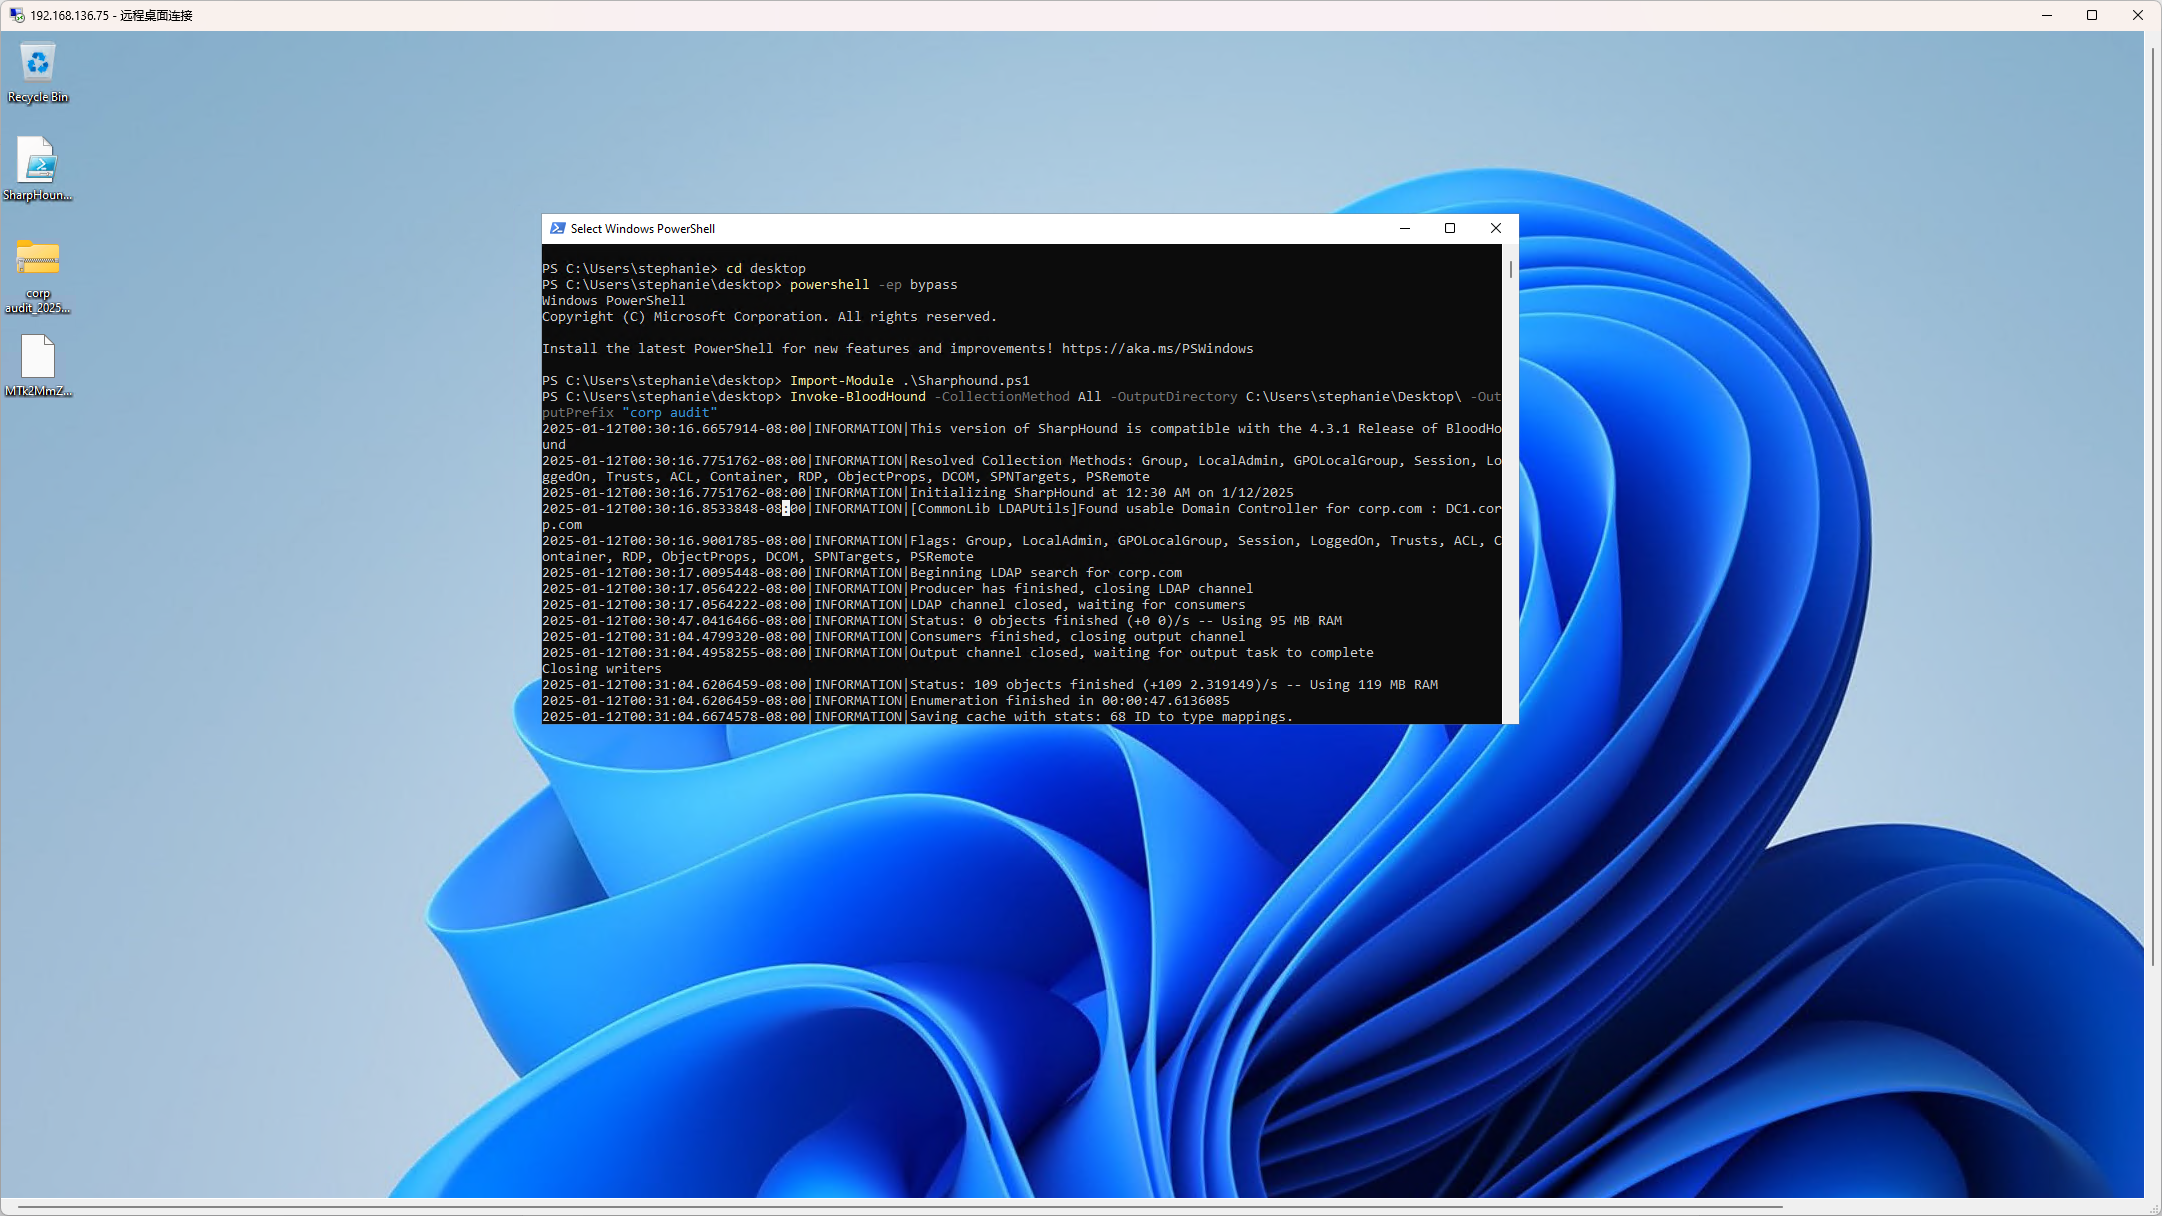 192.168.136.75 - 远程桌面连接
Recycle Bin
SharpHoun...
corp
audit_2025...
MTk2MmZ...
Select Windows PowerShell
PS C:\Users\stephanie> cd desktop
PS C:\Users\stephanie\desktop> powershell -ep bypass
Windows PowerShell
Copyright (C) Microsoft Corporation. All rights reserved.
Install the latest PowerShell for new features and improvements! https://aka.ms/PSWindows
PS C:\Users\stephanie\desktop> Import-Module .\Sharphound.ps1
PS C:\Users\stephanie\desktop> Invoke-BloodHound -CollectionMethod All -OutputDirectory C:\Users\stephanie\Desktop\ -Out
putPrefix "corp audit"
2025-01-12T00:30:16.6657914-08:00|INFORMATION|This version of SharpHound is compatible with the 4.3.1 Release of BloodHo
und
2025-01-12T00:30:16.7751762-08:00|INFORMATION|Resolved Collection Methods: Group, LocalAdmin, GPOLocalGroup, Session, Lo
ggedOn, Trusts, ACL, Container, RDP, ObjectProps, DCOM, SPNTargets, PSRemote
2025-01-12T00:30:16.7751762-08:00|INFORMATION|Initializing SharpHound at 12:30 AM on 1/12/2025
2025-01-12T00:30:16.8533848-08:00|INFORMATION|[CommonLib LDAPUtils]Found usable Domain Controller for corp.com : DC1.cor
p.com
2025-01-12T00:30:16.9001785-08:00|INFORMATION|Flags: Group, LocalAdmin, GPOLocalGroup, Session, LoggedOn, Trusts, ACL, C
ontainer, RDP, ObjectProps, DCOM, SPNTargets, PSRemote
2025-01-12T00:30:17.0095448-08:00|INFORMATION|Beginning LDAP search for corp.com
2025-01-12T00:30:17.0564222-08:00|INFORMATION|Producer has finished, closing LDAP channel
2025-01-12T00:30:17.0564222-08:00|INFORMATION|LDAP channel closed, waiting for consumers
2025-01-12T00:30:47.0416466-08:00|INFORMATION|Status: 0 objects finished (+0 0)/s -- Using 95 MB RAM
2025-01-12T00:31:04.4799320-08:00|INFORMATION|Consumers finished, closing output channel
2025-01-12T00:31:04.4958255-08:00|INFORMATION|Output channel closed, waiting for output task to complete
Closing writers
2025-01-12T00:31:04.6206459-08:00|INFORMATION|Status: 109 objects finished (+109 2.319149)/s -- Using 119 MB RAM
2025-01-12T00:31:04.6206459-08:00|INFORMATION|Enumeration finished in 00:00:47.6136085
2025-01-12T00:31:04.6674578-08:00|INFORMATION|Saving cache with stats: 68 ID to type mappings.